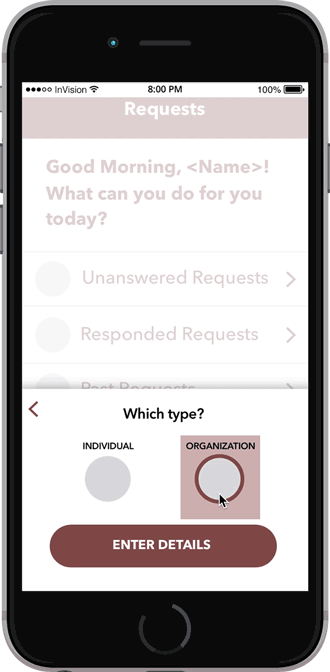 InVision 8:00 PM 100%
Requests
Good Morning, <Name>!
What can you do for you
today?
Unanswered Requests
Responded Requests
Past Requests
Which type?
INDIVIDUAL ORGANIZATION
ENTER DETAILS